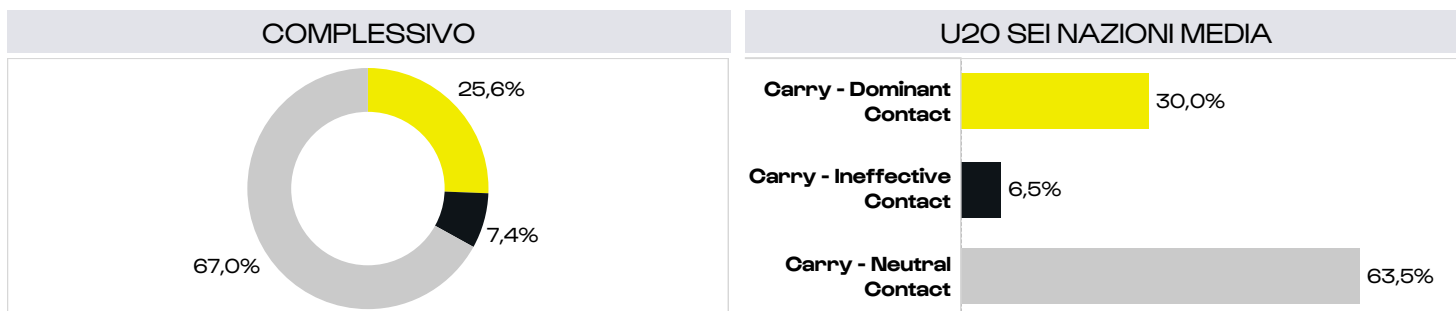 COMPLESSIVO
25,6%
7,4%
67,0%
U20 SEI NAZIONI MEDIA
Carry - Dominant
Contact
30,0%
Carry - Ineffective
Contact
6,5%
Carry - Neutral
Contact
63,5%